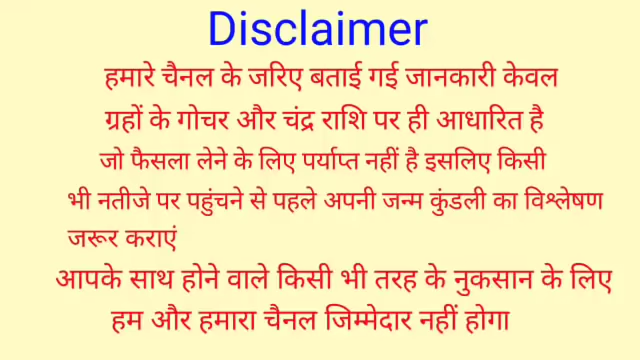 Disclaimer
हमारे चैनल के जरिए बताई गई जानकारी केवल
ग्रहों के गोचर और चंद्र राशि पर ही आधारित है
जो फैसला लेने के लिए पर्याप्त नहीं है इसलिए किसी
भी नतीजे पर पहुंचने से पहले अपनी जन्म कुंडली का विश्लेषण
जरूर कराएं
आपके साथ होने वाले किसी भी तरह के नुकसान के लिए
हम और हमारा चैनल जिम्मेदार नहीं होगा